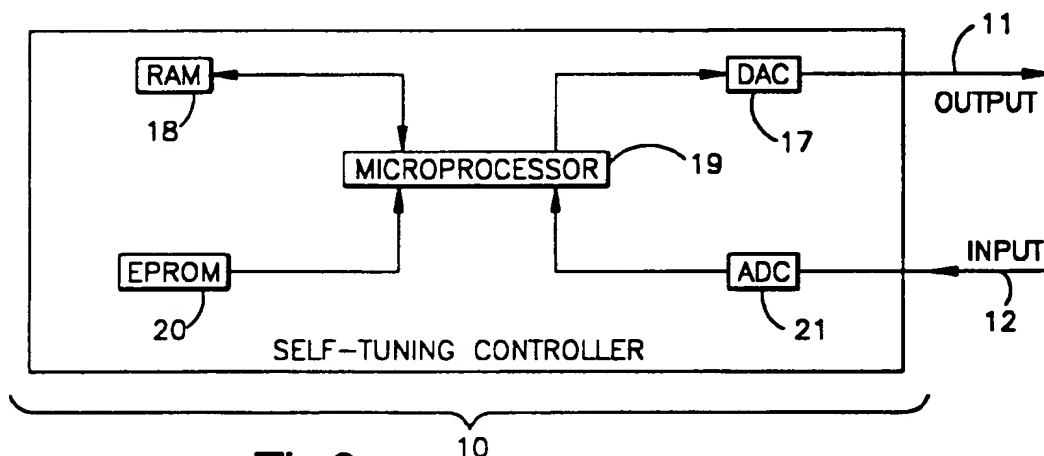 11
RAM
DAC
OUTPUT
18
17
MICROPROCESSOR
19
INPUT
EPROM
ADC
20
21
12
SELF-TUNING CONTROLLER
10